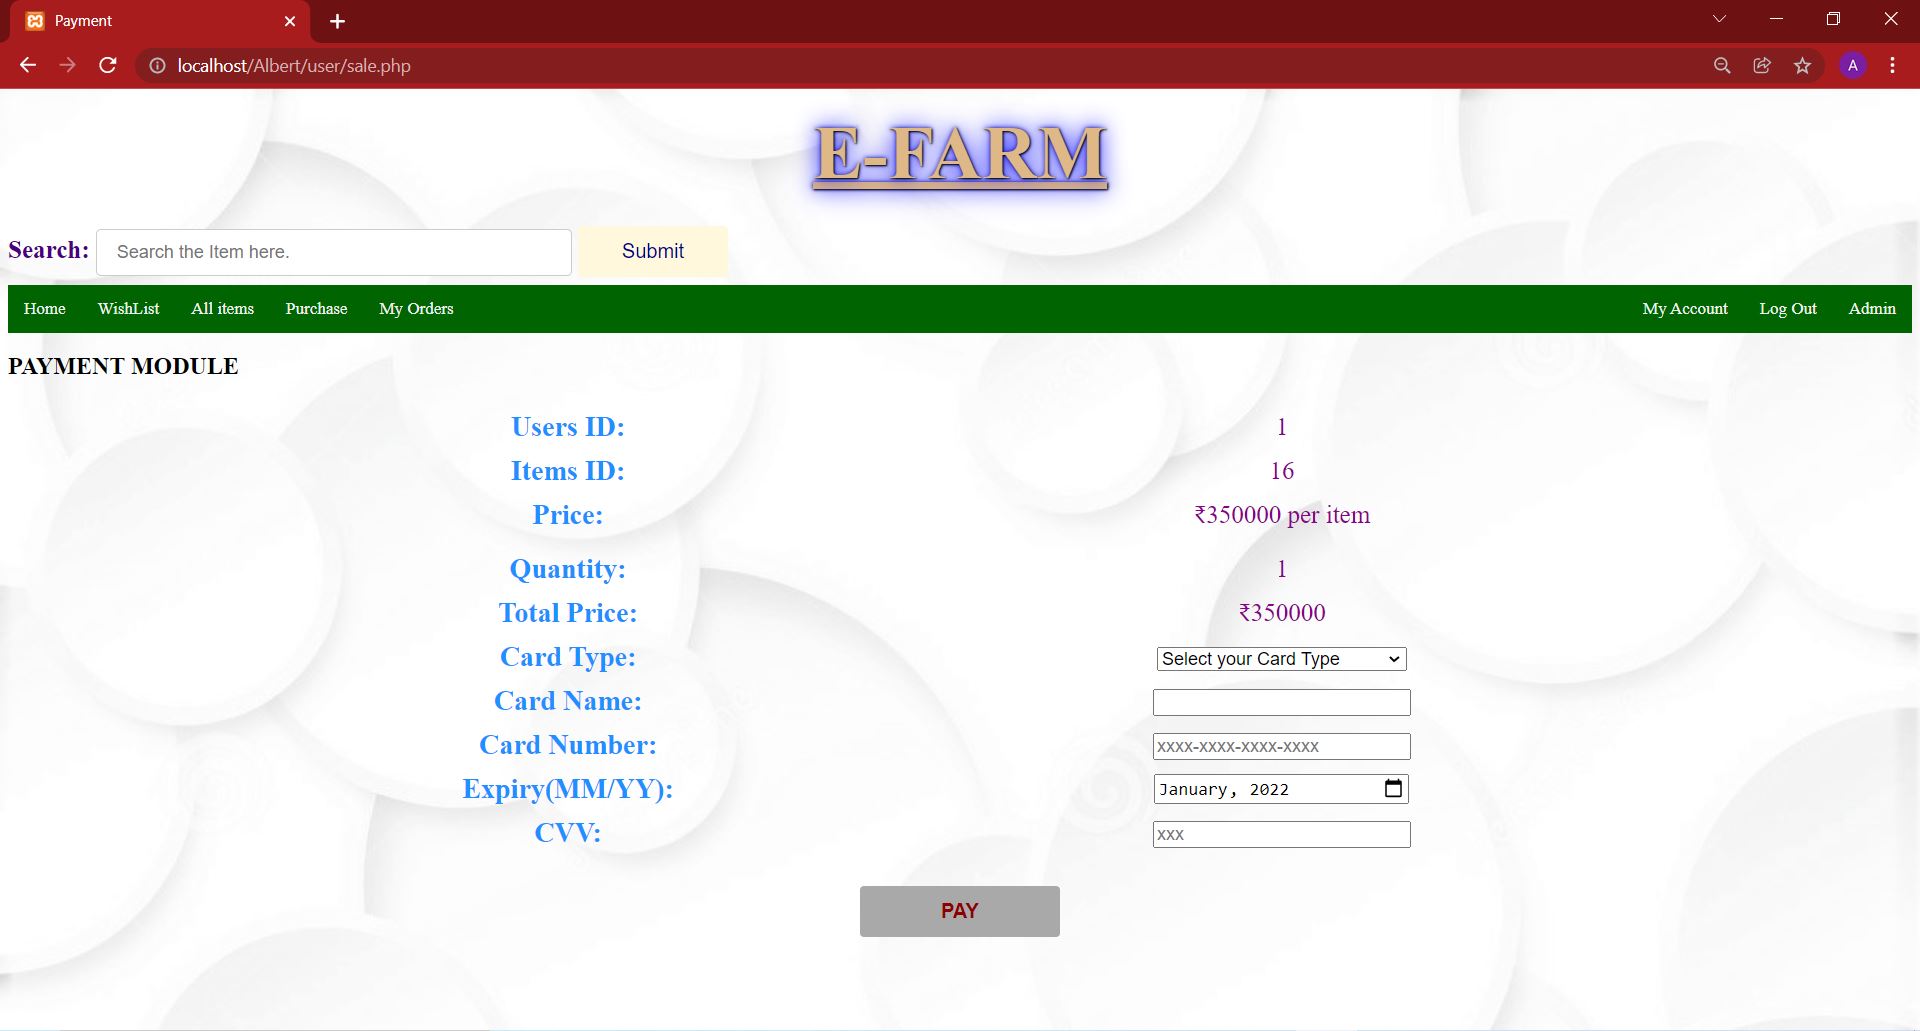 Payment
localhost/Albert/user/sale.php
A
E-FARM
Search: Search the Item here. Submit
Home WishList All items Purchase My Orders My Account Log Out Admin
PAYMENT MODULE
Users ID: 1
Items ID: 16
Price: ₹350000 per item
Quantity: 1
Total Price: ₹350000
Card Type: Select your Card Type
Card Name:
Card Number: xxxx-xxxx-xxxx-xxxx
Expiry(MM/YY): January, 2022
CVV: xxx
PAY